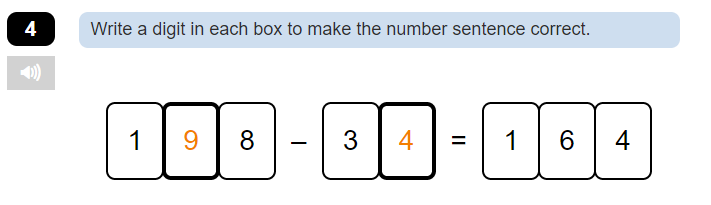 4 Write a digit in each box to make the number sentence correct.
1 9 8 – 3 4 = 1 6 4